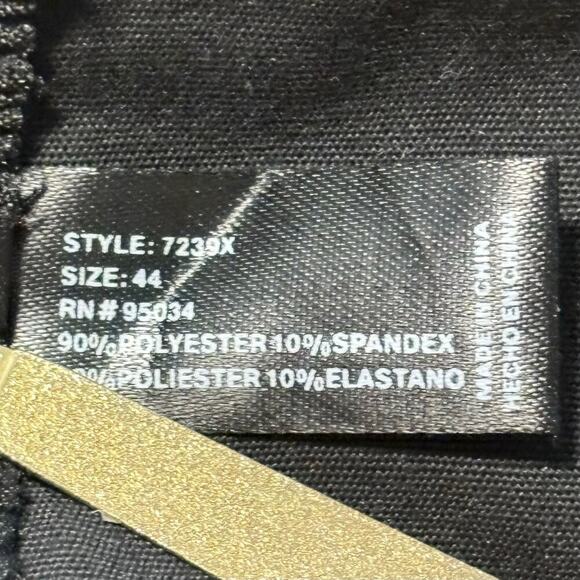 STYLE: 7239X
SIZE: 44
RN# 95034
90%POLYESTER 10%SPANDEX
%POLIESTER 10%ELASTANO
MADE IN CHINA
HECHO EN CHINA